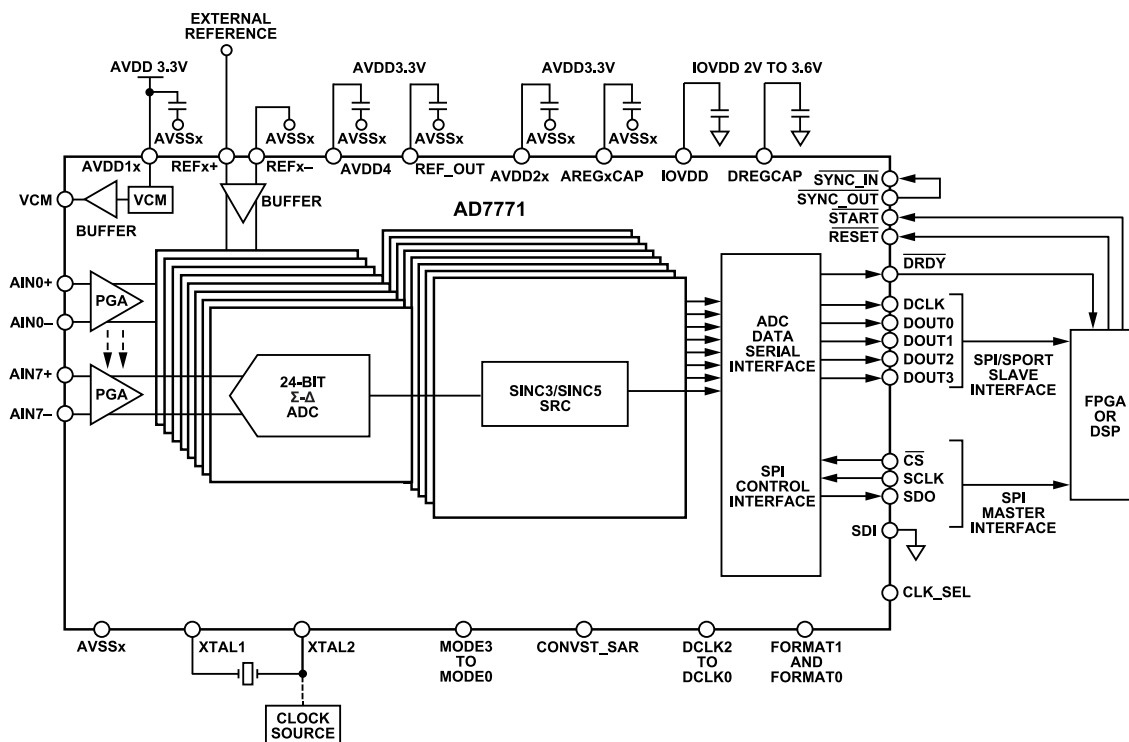 EXTERNAL
REFERENCE
AVDD 3.3V
AVDD3.3V
AVDD3.3V
IOVDD 2V TO 3.6V
AVSSx
AVSSx
AVSSx
AVSSx
AVSSx
AVSSx
AVDD1x
REFx+
REFx–
AVDD4
REF_OUT
AVDD2x
AREGxCAP
IOVDD
DREGCAP
VCM
VCM
BUFFER
BUFFER
AD7771
SYNC_IN
SYNC_OUT
START
RESET
DRDY
AIN0+
AIN0–
PGA
AIN7+
AIN7–
PGA
24-BIT
Σ-Δ
ADC
SINC3/SINC5
SRC
ADC
DATA
SERIAL
INTERFACE
SPI
CONTROL
INTERFACE
DCLK
DOUT0
DOUT1
DOUT2
DOUT3
SPI/SPORT
SLAVE
INTERFACE
FPGA
OR
DSP
CS
SCLK
SDO
SPI
MASTER
INTERFACE
SDI
CLK_SEL
AVSSx
XTAL1
XTAL2
MODE3
TO
MODE0
CONVST_SAR
DCLK2
TO
DCLK0
FORMAT1
AND
FORMAT0
CLOCK
SOURCE